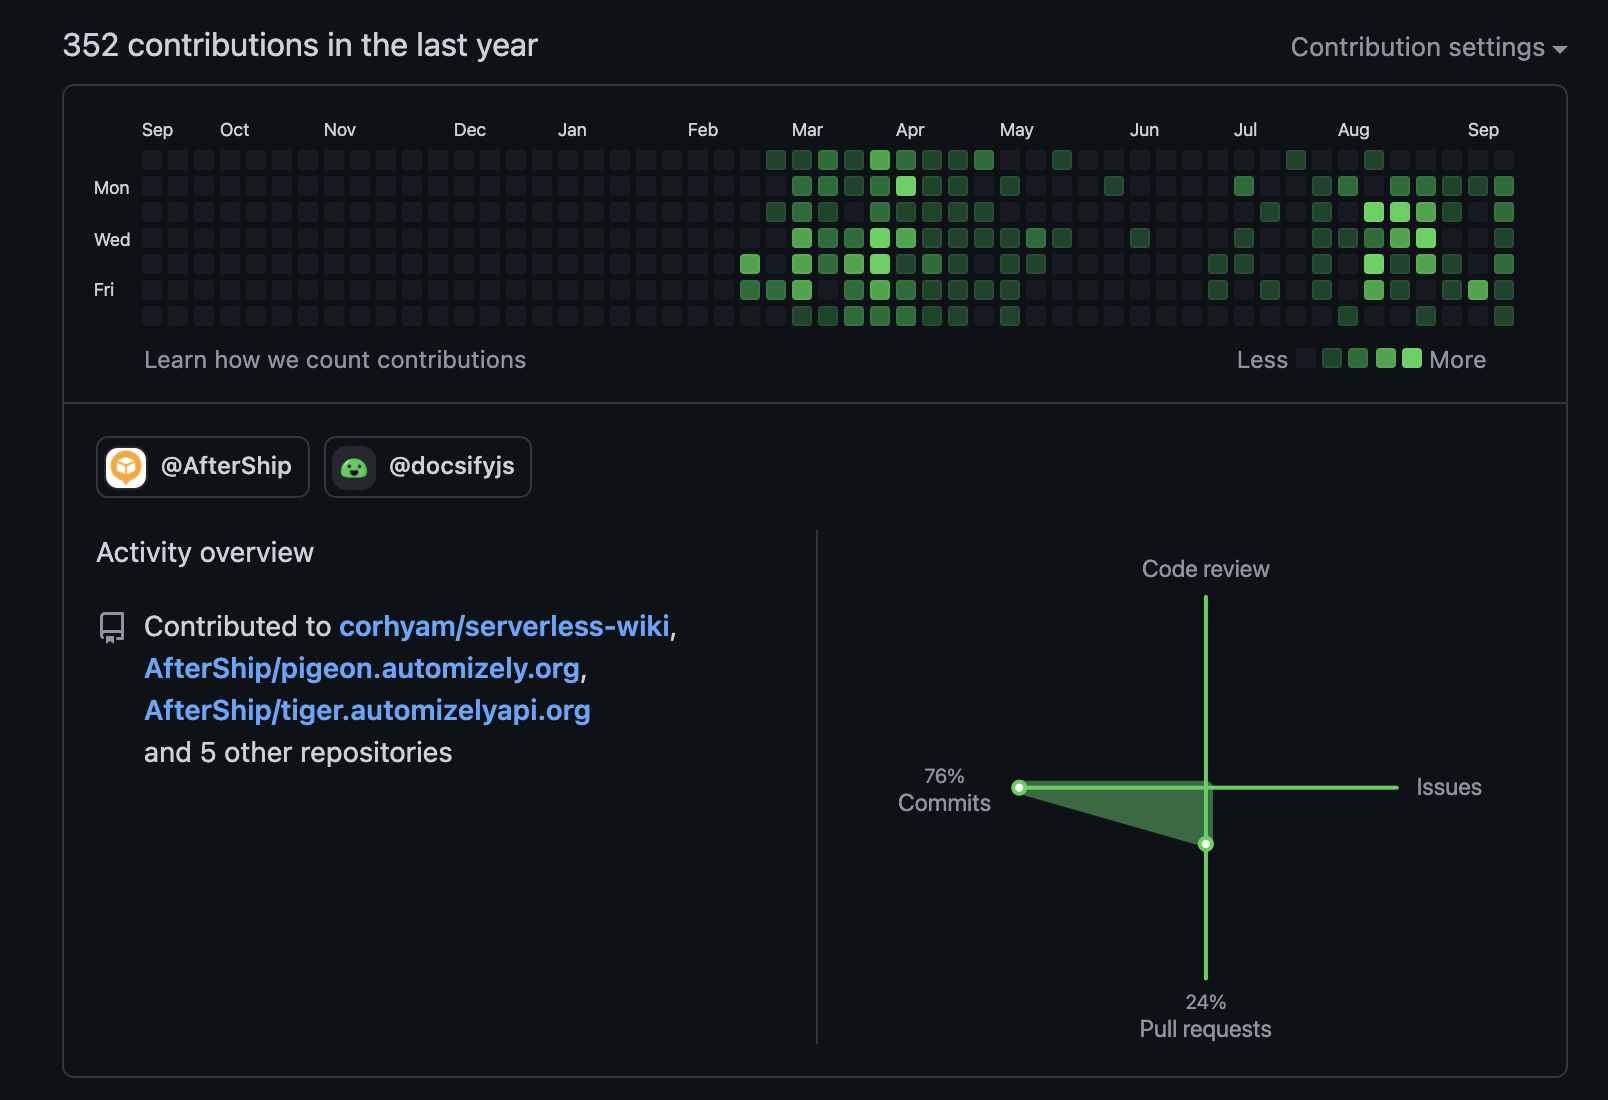 352 contributions in the last year
Contribution settings
Sep Oct Nov Dec Jan Feb Mar Apr May Jun Jul Aug Sep
Mon
Wed
Fri
Learn how we count contributions
Less More
@AfterShip @docsifyjs
Activity overview
Contributed to corhyam/serverless-wiki,
AfterShip/pigeon.automizely.org,
AfterShip/tiger.automizelyapi.org
and 5 other repositories
Code review
76%
Commits
Issues
24%
Pull requests